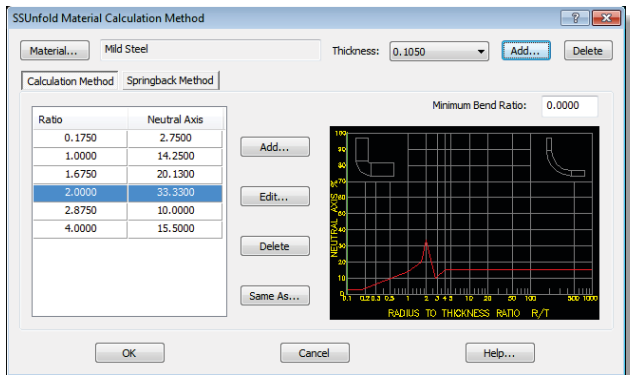 SSUnfold Material Calculation Method
Material... Mild Steel Thickness: 0.1050 Add... Delete
Calculation Method Springback Method
Minimum Bend Ratio: 0.0000
Ratio Neutral Axis
0.1750 2.7500
1.0000 14.2500
1.6750 20.1300
2.0000 33.3300
2.8750 10.0000
4.0000 15.5000
Add...
Edit...
Delete
Same As...
NEUTRAL AXIS %
100
90
80
70
60
50
40
30
20
10
0
0.1 0.2 0.3 0.5 1 2 3 4 5 10 20 50 100 500 1000
RADIUS TO THICKNESS RATIO R/T
OK Cancel Help...